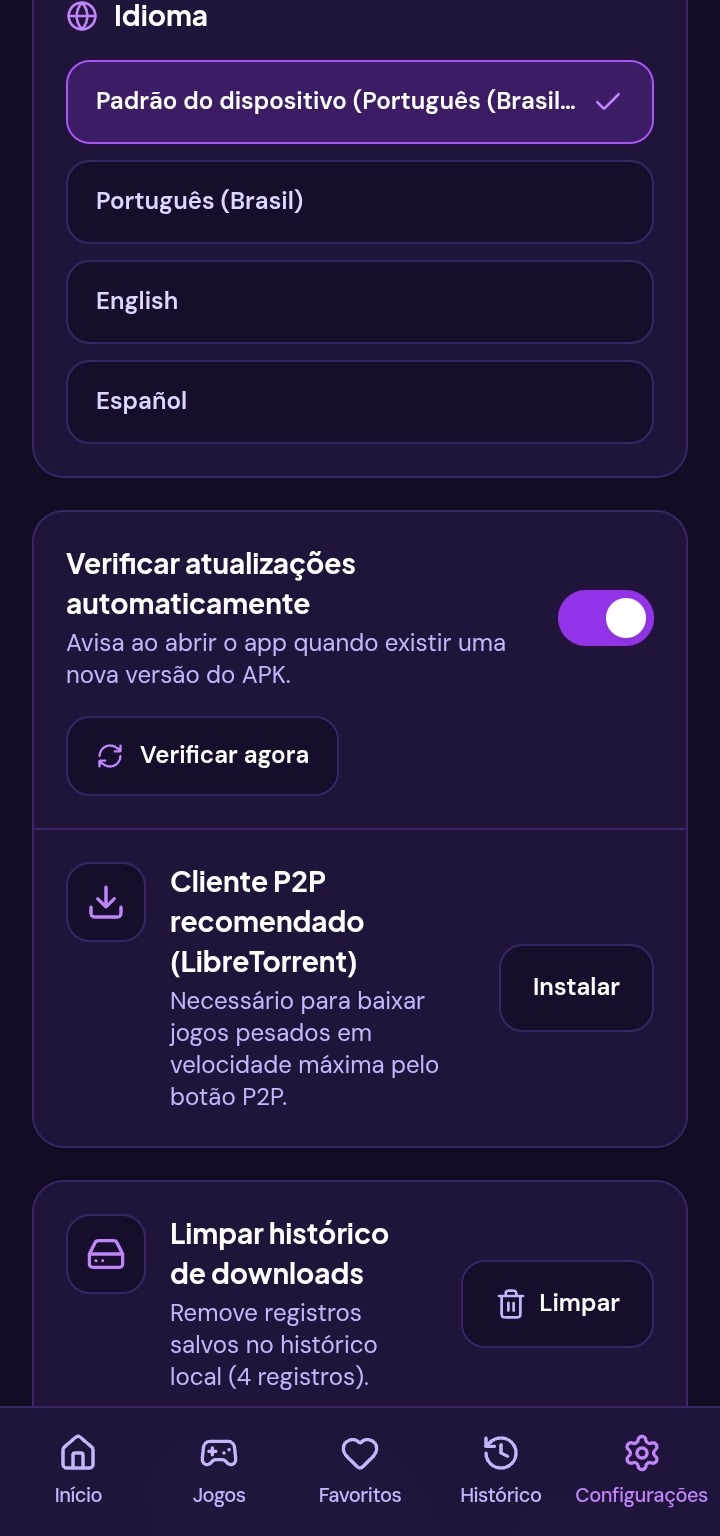 Idioma
Padrão do dispositivo (Português (Brasil...
Português (Brasil)
English
Español
Verificar atualizações
automaticamente
Avisa ao abrir o app quando existir uma
nova versão do APK.
Verificar agora
Cliente P2P
recomendado
(LibreTorrent)
Necessário para baixar
jogos pesados em
velocidade máxima pelo
botão P2P.
Instalar
Limpar histórico
de downloads
Remove registros
salvos no histórico
local (4 registros).
Limpar
Início
Jogos
Favoritos
Histórico
Configurações